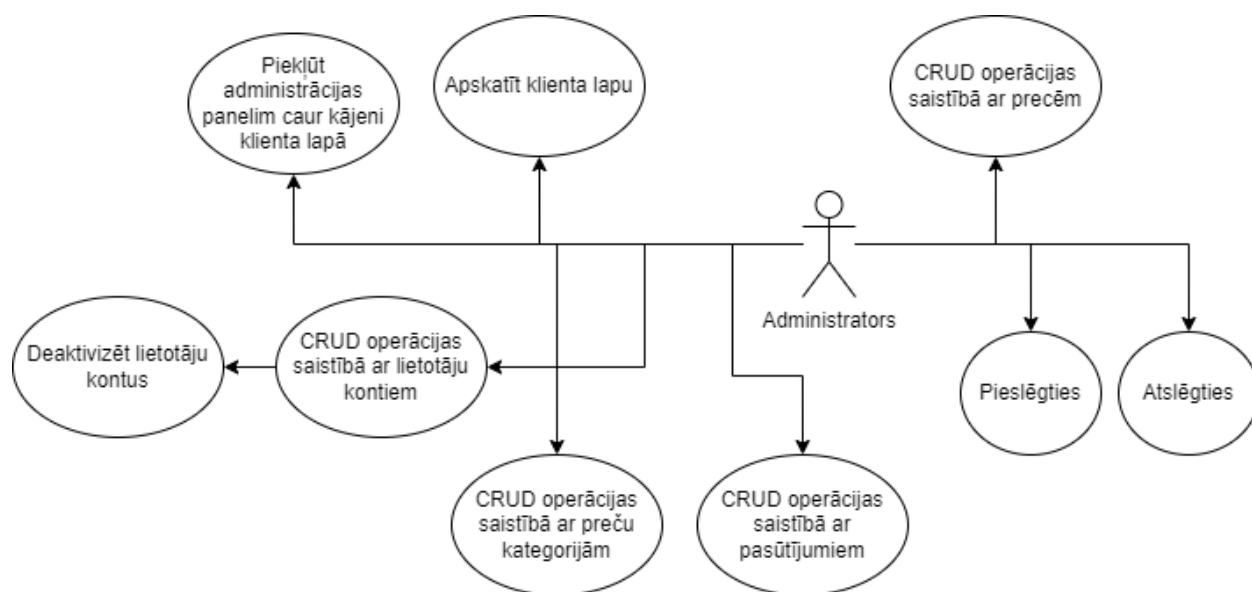 Piekļūt
administrācijas
panelim caur kājeni
klienta lapā
Apskatīt klienta lapu
CRUD operācijas
saistībā ar precēm
Administrators
Deaktivizēt lietotāju
kontus
CRUD operācijas
saistībā ar lietotāju
kontiem
Pieslēgties
Atslēgties
CRUD operācijas
saistībā ar preču
kategorijām
CRUD operācijas
saistībā ar
pasūtījumiem